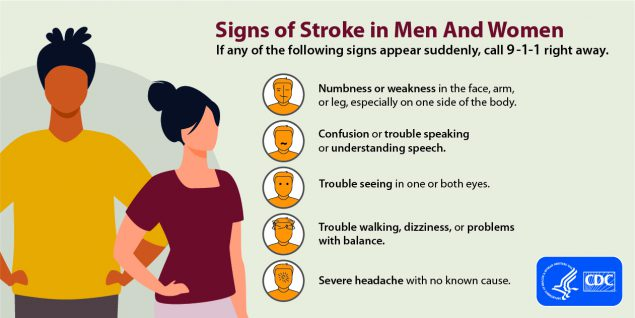 Signs of Stroke in Men And Women
If any of the following signs appear suddenly, call 9-1-1 right away.
Numbness or weakness in the face, arm,
or leg, especially on one side of the body.
Confusion or trouble speaking
or understanding speech.
Trouble seeing in one or both eyes.
Trouble walking, dizziness, or problems
with balance.
Severe headache with no known cause.
CDC